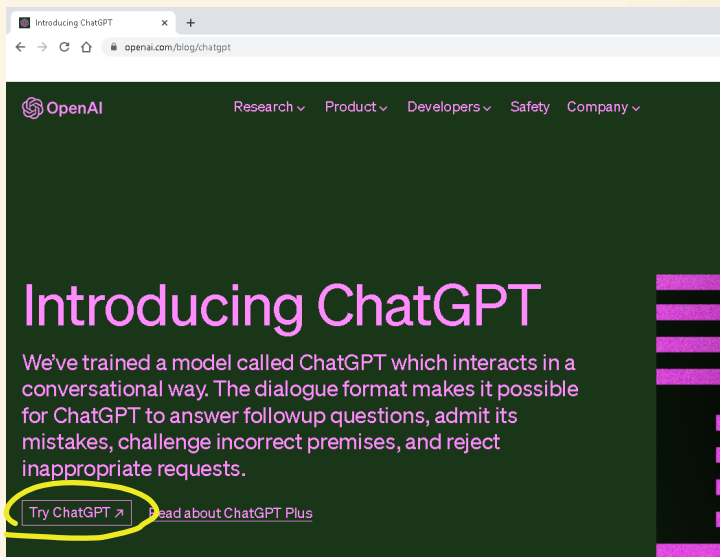 Introducing ChatGPT
openai.com/blog/chatgpt
OpenAI Research Product Developers Safety Company
Introducing ChatGPT
We've trained a model called ChatGPT which interacts in a
conversational way. The dialogue format makes it possible
for ChatGPT to answer followup questions, admit its
mistakes, challenge incorrect premises, and reject
inappropriate requests.
Try ChatGPT ↗ Read about ChatGPT Plus